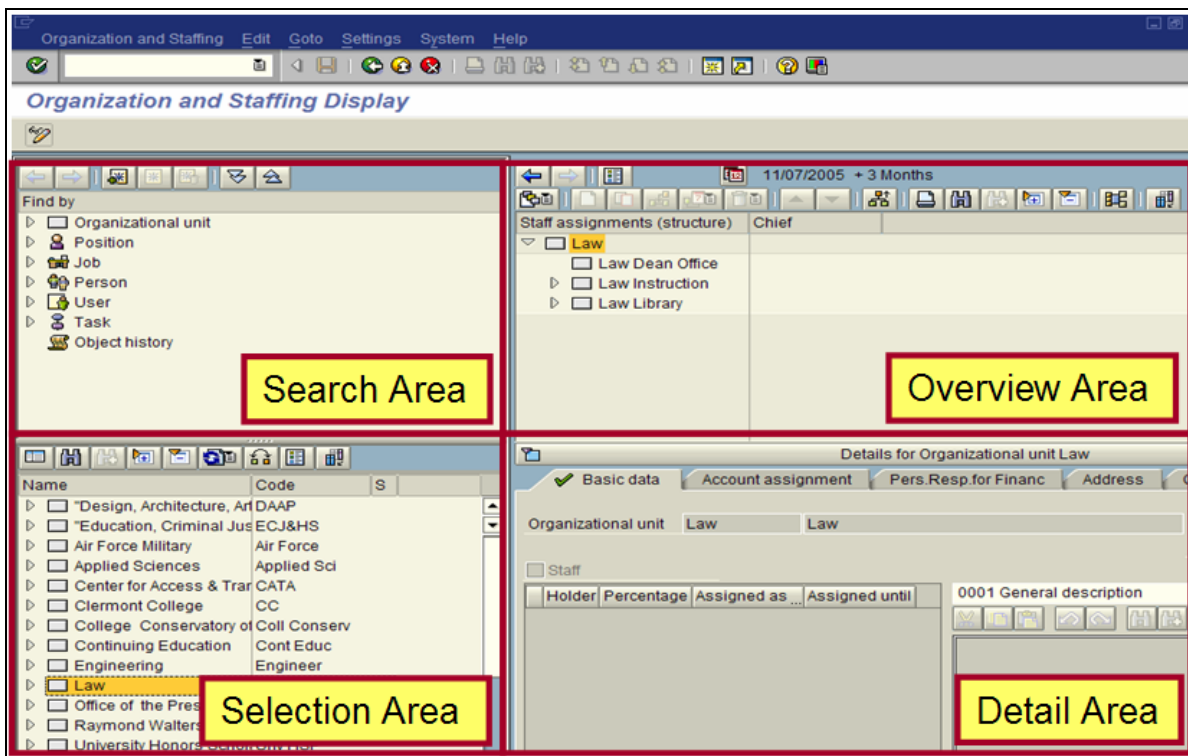 Organization and Staffing Edit Goto Settings System Help
Organization and Staffing Display
Find by
Organizational unit
Position
Job
Person
User
Task
Object history
Search Area
11/07/2005 + 3 Months
Staff assignments (structure) Chief
Law
Law Dean Office
Law Instruction
Law Library
Overview Area
Name Code S
"Design, Architecture, Art DAAP
"Education, Criminal Jus ECJ&HS
Air Force Military Air Force
Applied Sciences Applied Sci
Center for Access & Tran CATA
Clermont College CC
College Conservatory of Coll Conserv
Continuing Education Cont Educ
Engineering Engineer
Law
Office of the Pres
Raymond Walters
University Honors
Selection Area
Details for Organizational unit Law
Basic data Account assignment Pers.Resp.for Financ Address
Organizational unit Law Law
Staff
Holder Percentage Assigned as ... Assigned until
0001 General description
Detail Area